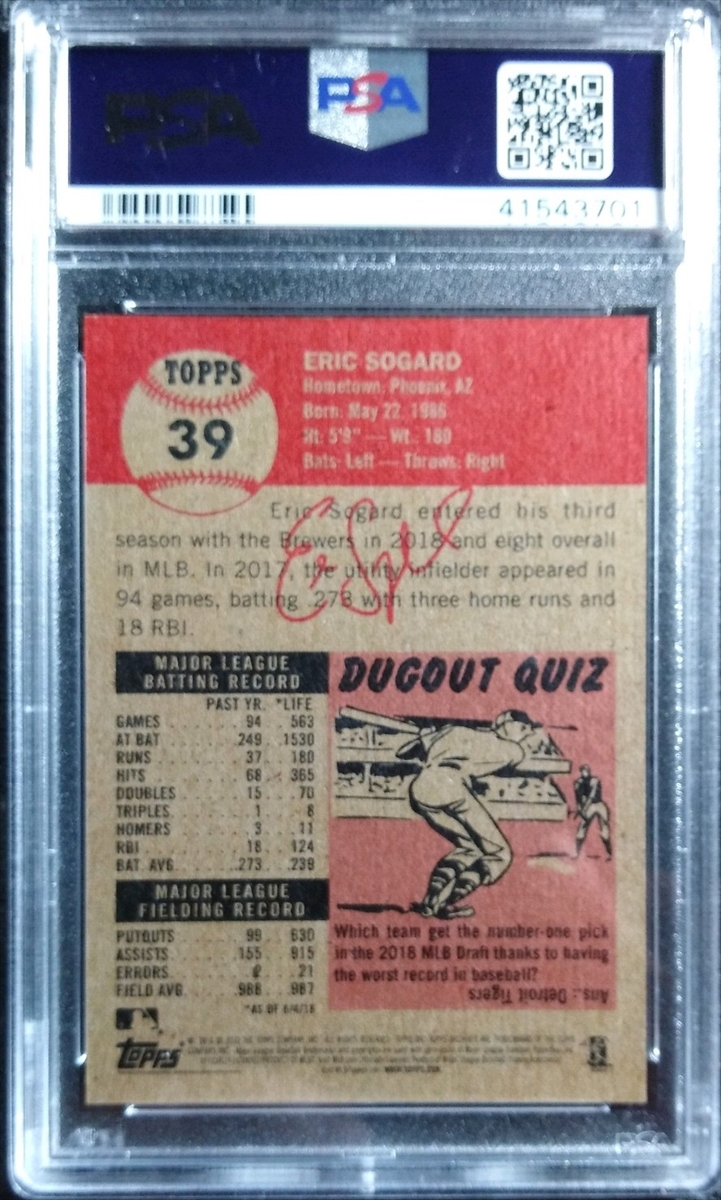 PSA
PSA
41543701
TOPPS
39
ERIC SOGARD
Hometown: Phoenix, AZ
Born: May 22, 1986
Ht: 5'9" — Wt.: 180
Bats: Left — Throws: Right
Eric Sogard entered his third
season with the Brewers in 2018 and eight overall
in MLB. In 2017, the utility infielder appeared in
94 games, batting .273 with three home runs and
18 RBI.
MAJOR LEAGUE
BATTING RECORD
PAST YR. *LIFE
GAMES 94 563
AT BAT 249 1530
RUNS 37 180
HITS 68 365
DOUBLES 15 70
TRIPLES 1 8
HOMERS 3 11
RBI 18 124
BAT. AVG. .273 .239
MAJOR LEAGUE
FIELDING RECORD
PUTOUTS 99 630
ASSISTS 155 915
ERRORS 21
FIELD AVG. .988 .987
*AS OF 6/4/18
DUGOUT QUIZ
Which team get the number-one pick
in the 2018 MLB Draft thanks to having
the worst record in baseball?
Ans.: Detroit Tigers
TOPPS
PSA